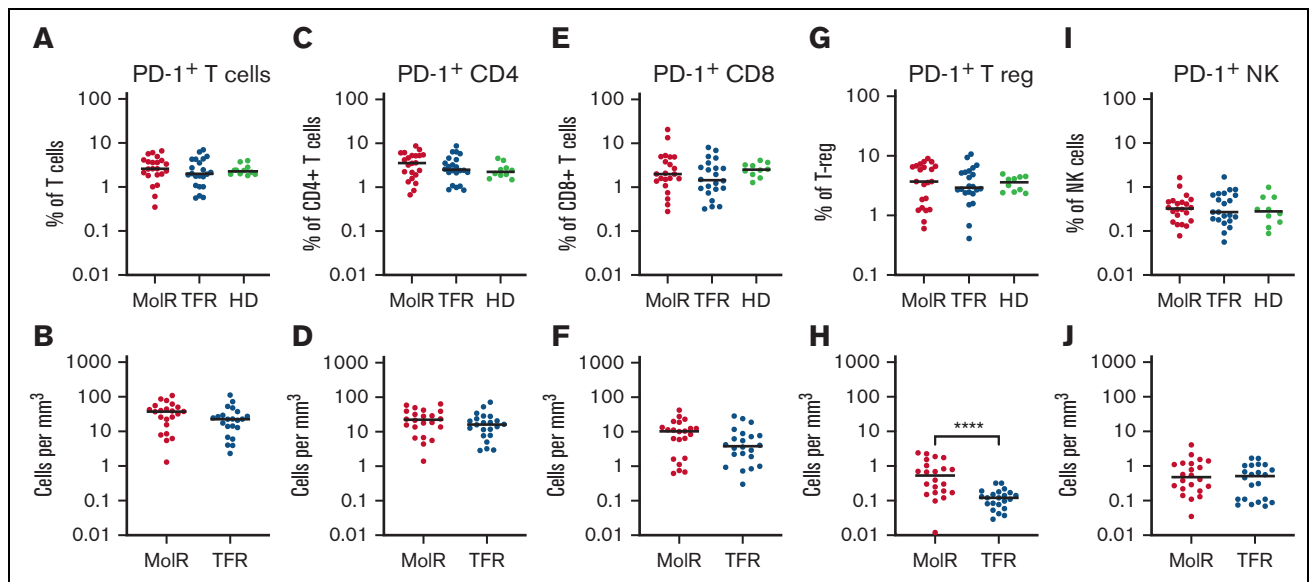 A
PD-1⁺ T cells
% of T cells
100
10
1
0.1
0.01
MolR TFR HD
C
PD-1⁺ CD4
% of CD4+ T cells
100
10
1
0.1
0.01
MolR TFR HD
E
PD-1⁺ CD8
% of CD8+ T cells
100
10
1
0.1
0.01
MolR TFR HD
G
PD-1⁺ T reg
% of T-reg
100
10
1
0.1
MolR TFR HD
I
PD-1⁺ NK
% of NK cells
100
10
1
0.1
0.01
MolR TFR HD
B
Cells per mm³
1000
100
10
1
0.1
0.01
MolR TFR
D
Cells per mm³
1000
100
10
1
0.1
0.01
MolR TFR
F
Cells per mm³
1000
100
10
1
0.1
0.01
MolR TFR
H
Cells per mm³
1000
100
10
1
0.1
0.01
****
MolR TFR
J
Cells per mm³
1000
100
10
1
0.1
0.01
MolR TFR